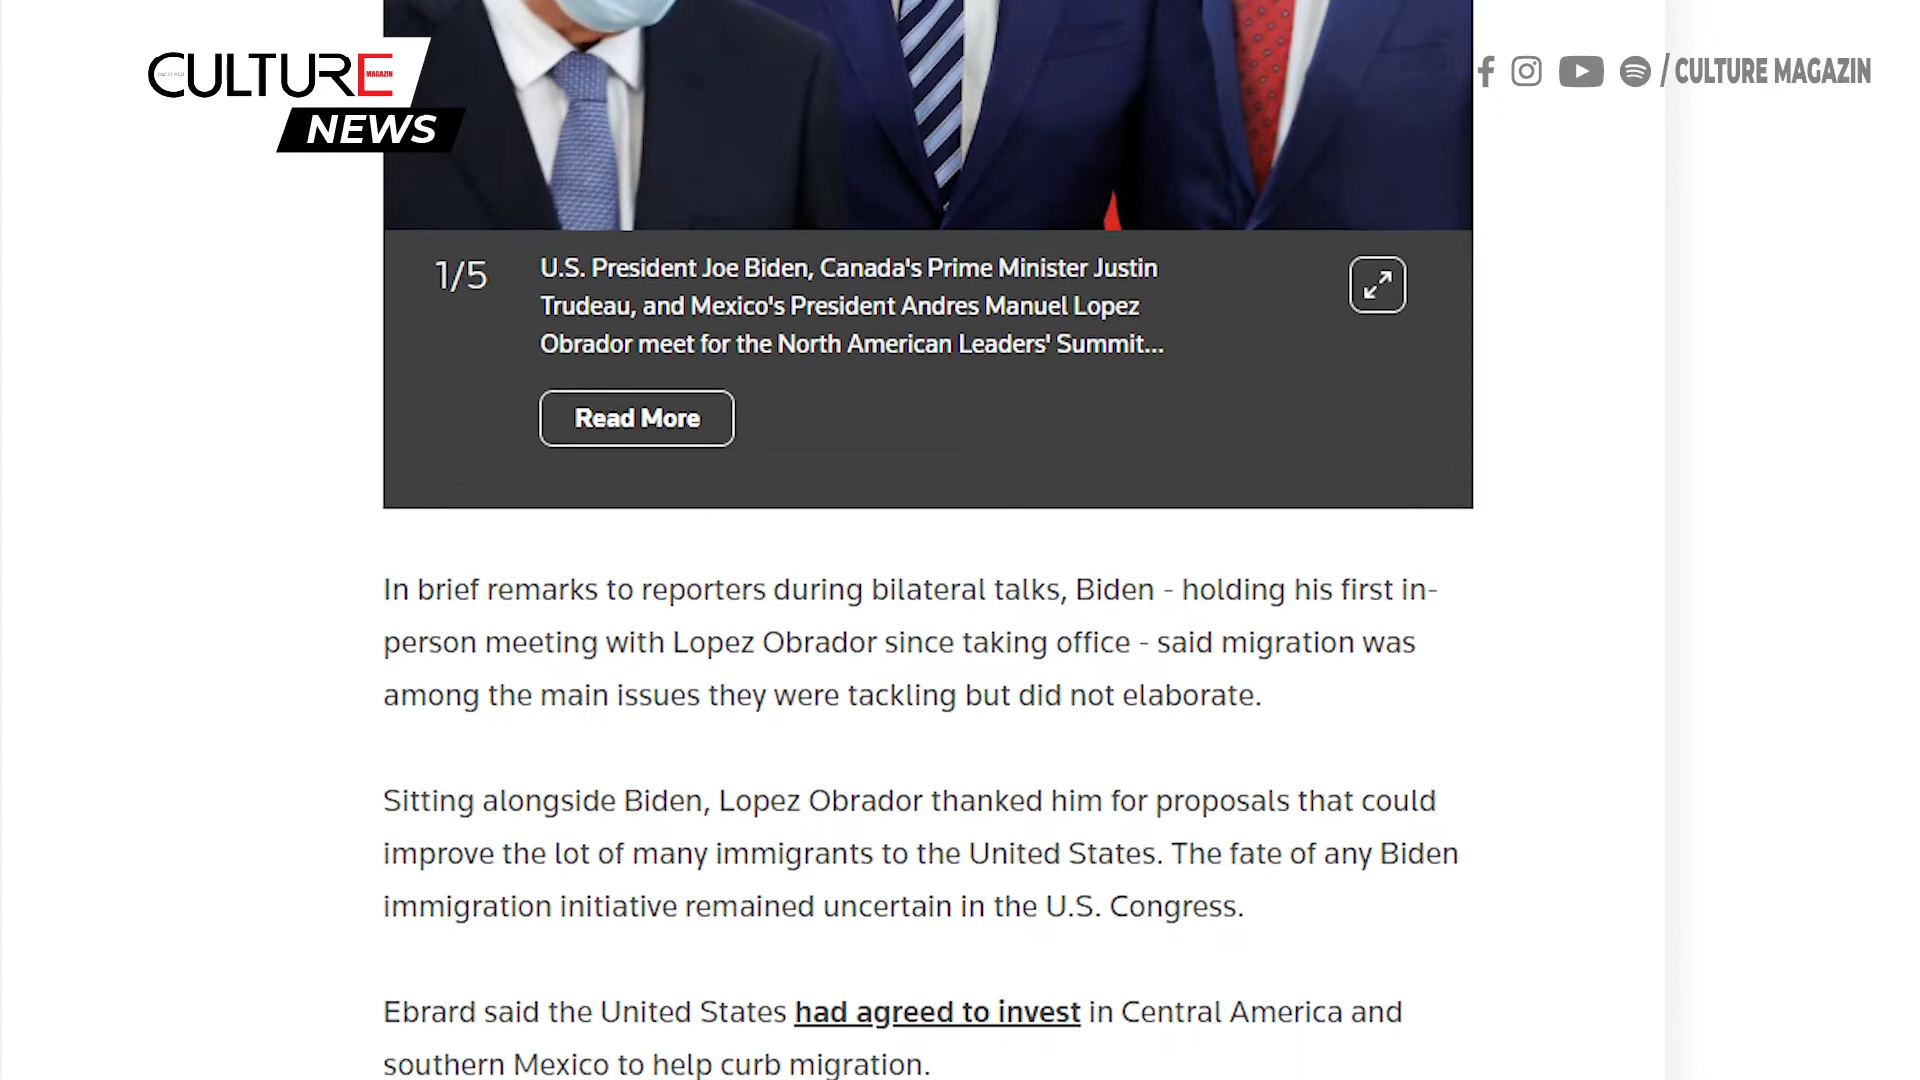 CULTURE
MAGAZIN
NEWS
/ CULTURE MAGAZIN
1/5
U.S. President Joe Biden, Canada's Prime Minister Justin
Trudeau, and Mexico's President Andres Manuel Lopez
Obrador meet for the North American Leaders' Summit...
Read More
In brief remarks to reporters during bilateral talks, Biden - holding his first in-
person meeting with Lopez Obrador since taking office - said migration was
among the main issues they were tackling but did not elaborate.
Sitting alongside Biden, Lopez Obrador thanked him for proposals that could
improve the lot of many immigrants to the United States. The fate of any Biden
immigration initiative remained uncertain in the U.S. Congress.
Ebrard said the United States had agreed to invest in Central America and
southern Mexico to help curb migration.